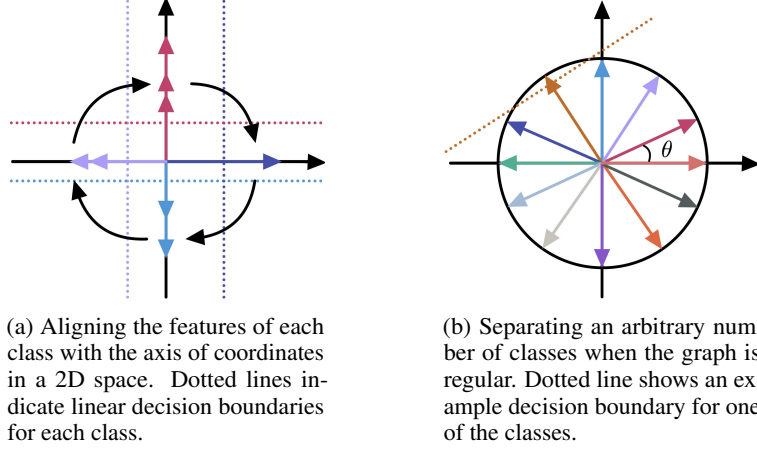 θ
(a) Aligning the features of each
class with the axis of coordinates
in a 2D space. Dotted lines in-
dicate linear decision boundaries
for each class.
(b) Separating an arbitrary num
ber of classes when the graph is
regular. Dotted line shows an ex
ample decision boundary for one
of the classes.